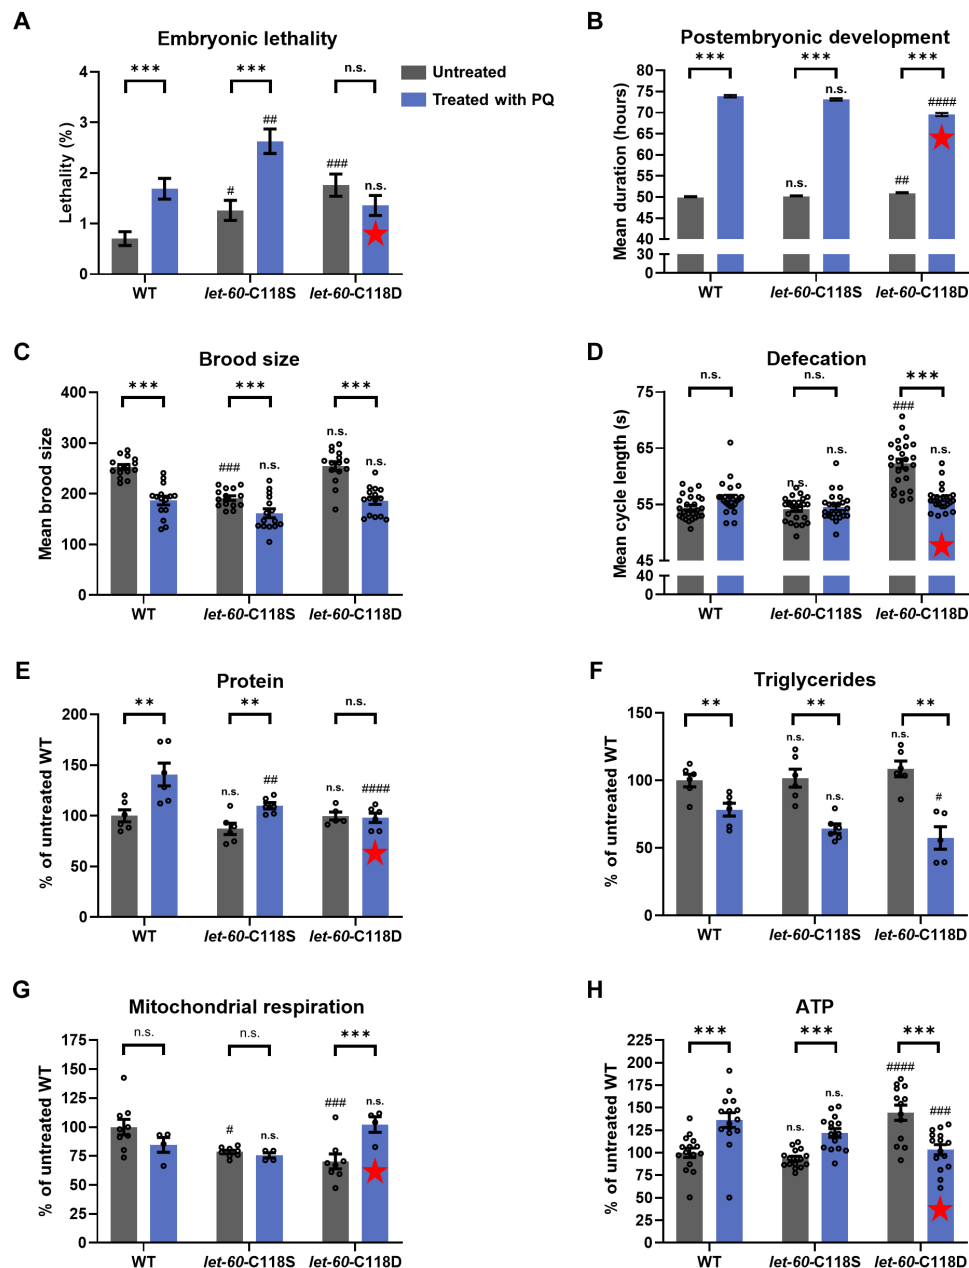 A
Embryonic lethality
Untreated
Treated with PQ
Lethality (%)
4
3
2
1
0
***
***
n.s.
#
##
###
n.s.
WT
let-60-C118S
let-60-C118D
B
Postembryonic development
Mean duration (hours)
80
75
70
65
60
55
50
45
40
30
0
***
***
***
n.s.
n.s.
##
####
WT
let-60-C118S
let-60-C118D
C
Brood size
Mean brood size
400
300
200
100
0
***
***
***
###
n.s.
n.s.
n.s.
WT
let-60-C118S
let-60-C118D
D
Defecation
Mean cycle length (s)
75
65
55
45
40
0
n.s.
n.s.
***
n.s.
n.s.
###
n.s.
WT
let-60-C118S
let-60-C118D
E
Protein
% of untreated WT
200
150
100
50
0
**
**
n.s.
n.s.
##
n.s.
####
WT
let-60-C118S
let-60-C118D
F
Triglycerides
% of untreated WT
150
100
50
0
**
**
**
n.s.
n.s.
n.s.
#
WT
let-60-C118S
let-60-C118D
G
Mitochondrial respiration
% of untreated WT
175
150
125
100
75
50
25
0
n.s.
n.s.
***
#
n.s.
###
n.s.
WT
let-60-C118S
let-60-C118D
H
ATP
% of untreated WT
225
200
175
150
125
100
75
50
25
0
***
***
***
n.s.
n.s.
####
###
WT
let-60-C118S
let-60-C118D